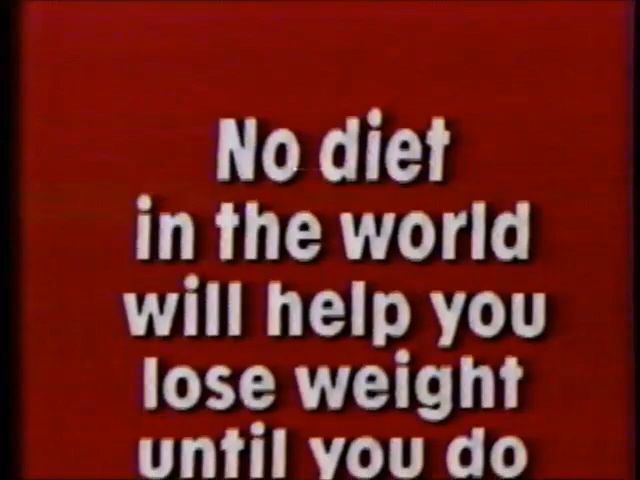 No diet
in the world
will help you
lose weight
until you do